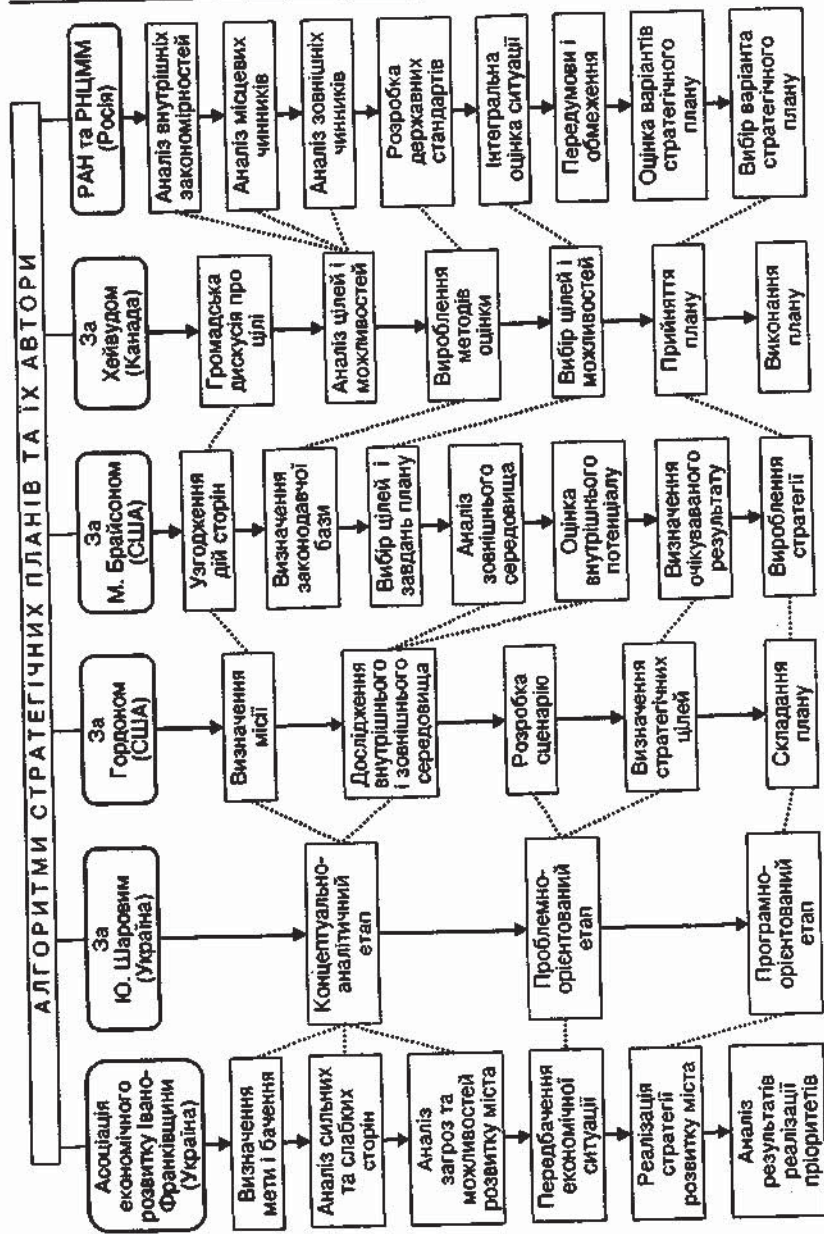 АЛГОРИТМИ СТРАТЕГІЧНИХ ПЛАНІВ ТА ЇХ АВТОРИ
Асоціація
економічного
розвитку Івано-
Франківщини
(Україна)
Визначення
мети і бачення
Аналіз сильних
та слабких
сторін
Аналіз
загроз та
можливостей
розвитку міста
Передбачення
економічної
ситуації
Реалізація
стратегії
розвитку міста
Аналіз
результатів
реалізації
пріоритетів
За
Ю. Шаровим
(Україна)
Концептуально-
аналітичний
етап
Проблемно-
орієнтований
етап
Програмно-
орієнтований
етап
За
Гордоном
(США)
Визначення
місії
Дослідження
внутрішнього
і зовнішнього
середовища
Розробка
сценарію
Визначення
стратегічних
цілей
Складання
плану
За
М. Брайсоном
(США)
Узгодження
дій сторін
Визначення
законодавчої
бази
Вибір цілей і
завдань плану
Аналіз
зовнішнього
середовища
Оцінка
внутрішнього
потенціалу
Визначення
очікуваваного
результату
Вироблення
стратегії
За
Хейвудом
(Канада)
Громадська
дискусія про
цілі
Аналіз цілей і
можливостей
Вироблення
методів
оцінки
Вибір цілей і
можливостей
Прийняття
плану
Виконання
плану
РАН та РНЦММ
(Росія)
Аналіз внутрішніх
закономірностей
Аналіз місцевих
чинників
Аналіз зовнішніх
чинників
Розробка
державних
стандартів
Інтегральна
оцінка ситуації
Передумови і
обмеження
Оцінка варіантів
стратегічного
плану
Вибір варіанта
стратегічного
плану